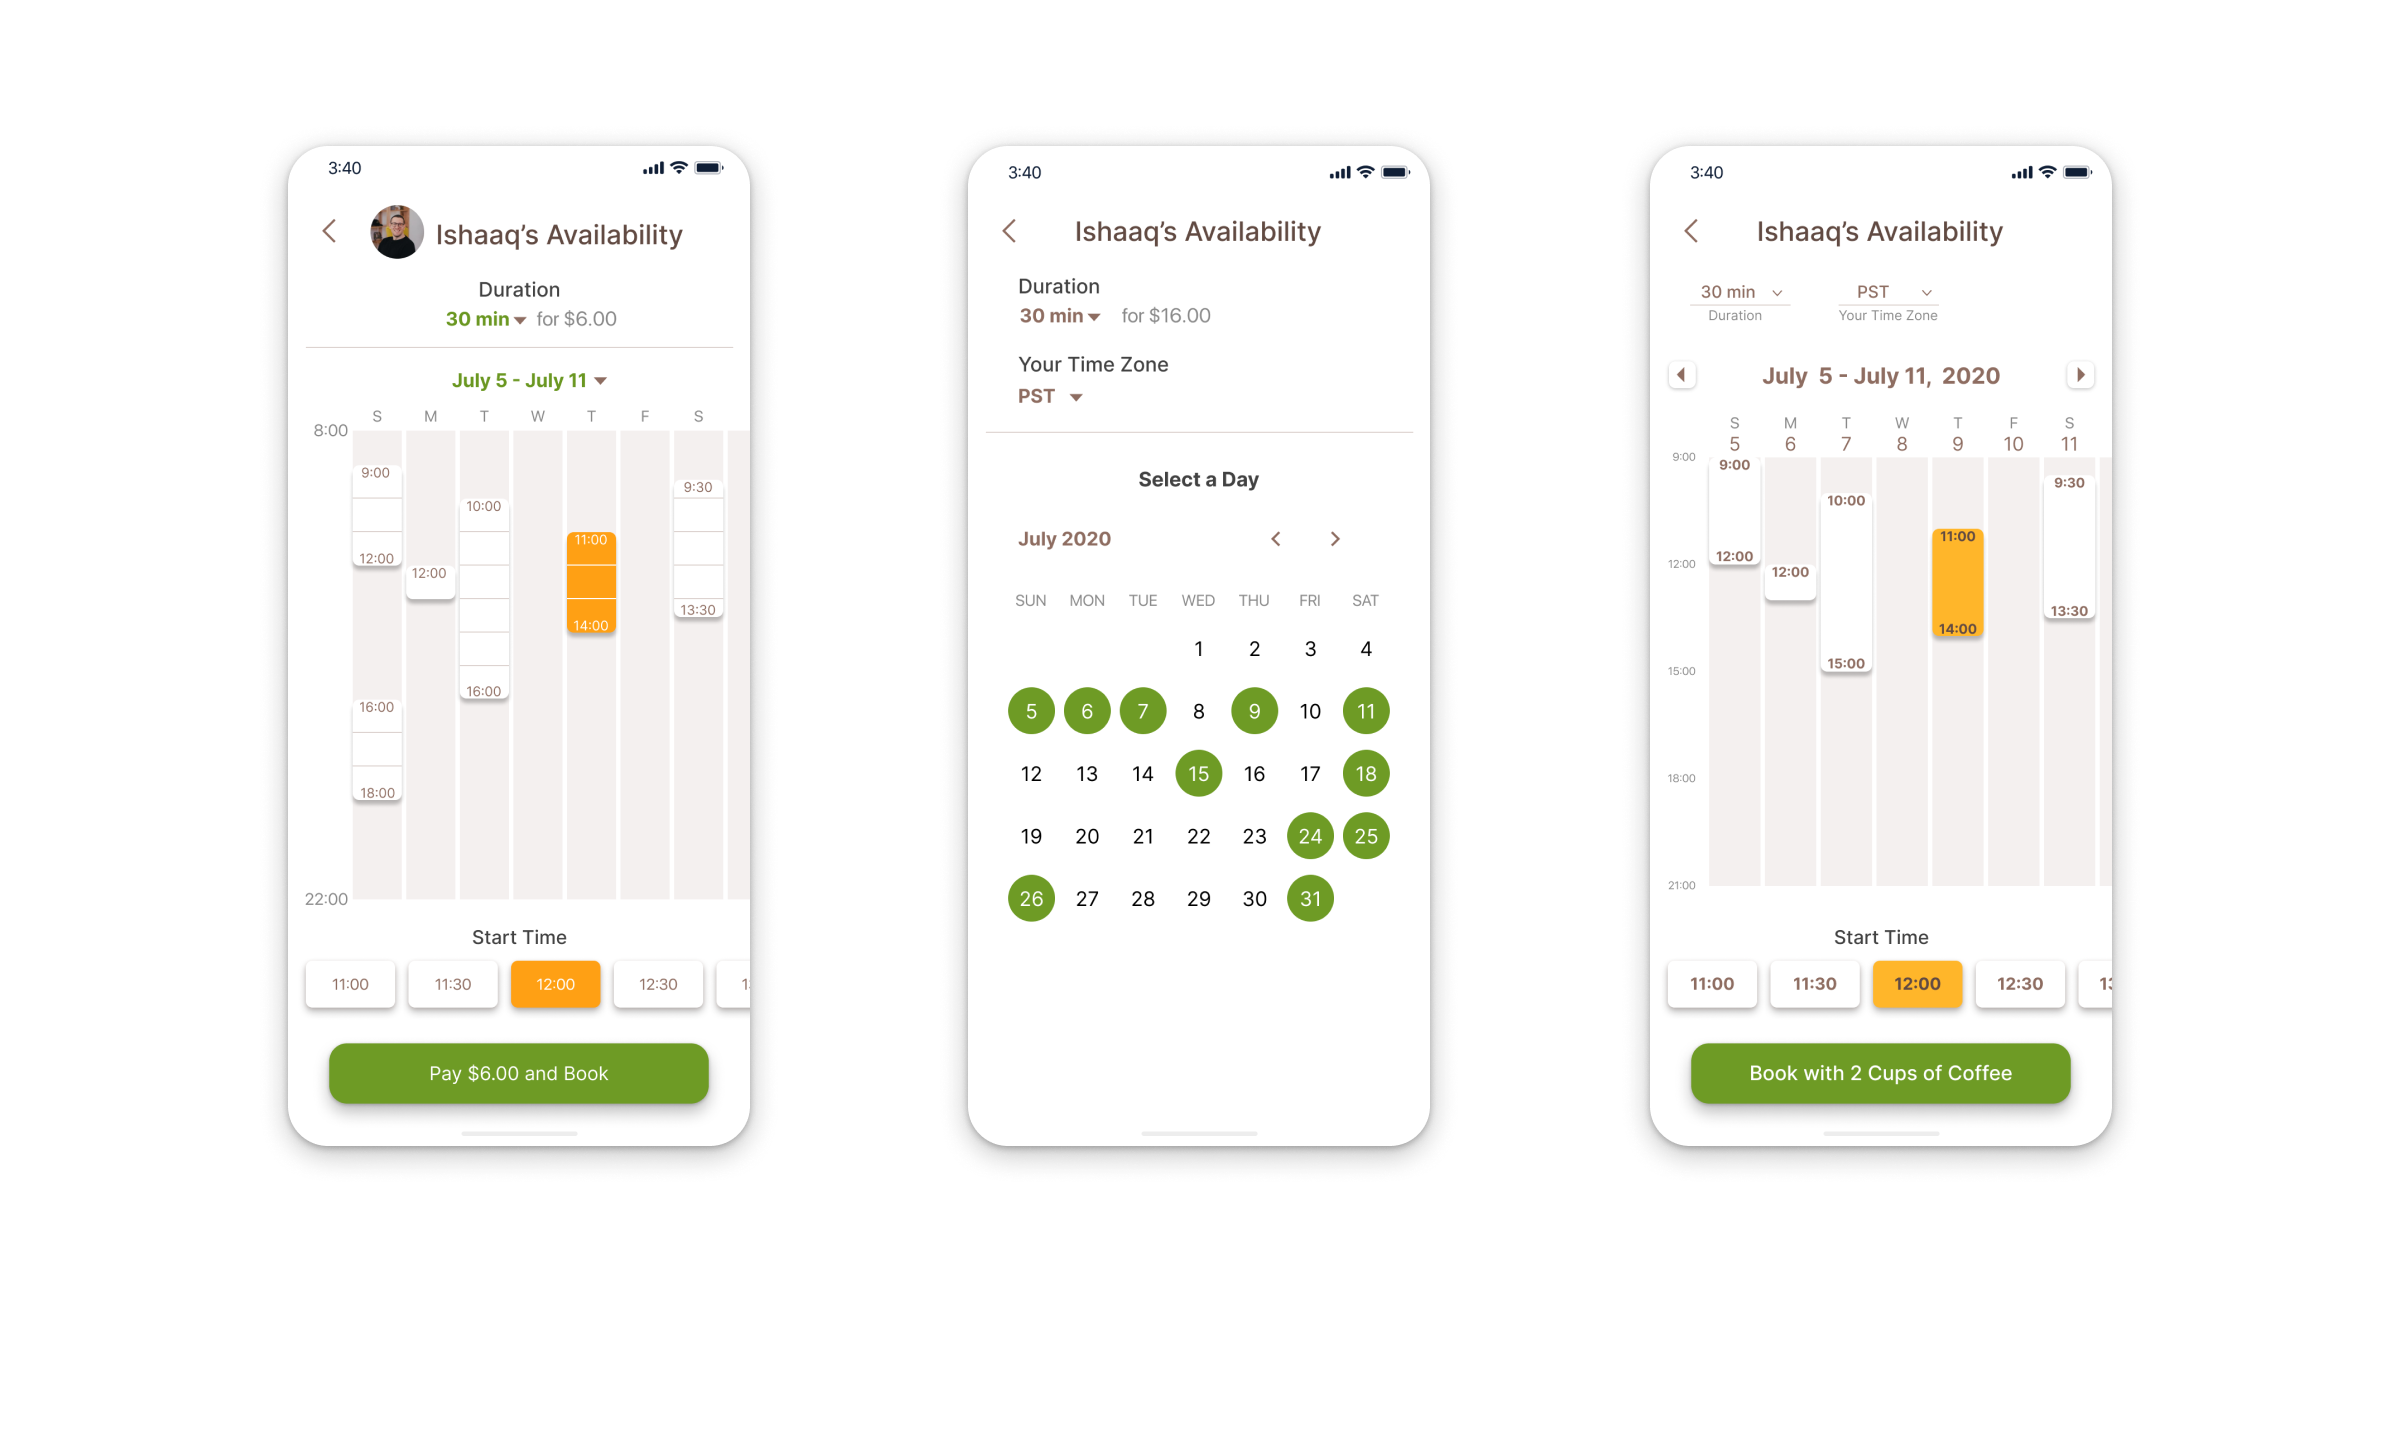 3:40
Ishaaq’s Availability
Duration
30 min for $6.00
July 5 - July 11
S M T W T F S
8:00
9:00
9:30
10:00
11:00
12:00
12:00
13:30
14:00
16:00
16:00
18:00
22:00
Start Time
11:00 11:30 12:00 12:30
Pay $6.00 and Book
3:40
Ishaaq’s Availability
Duration
30 min for $16.00
Your Time Zone
PST
Select a Day
July 2020
SUN MON TUE WED THU FRI SAT
1 2 3 4
5 6 7 8 9 10 11
12 13 14 15 16 17 18
19 20 21 22 23 24 25
26 27 28 29 30 31
3:40
Ishaaq’s Availability
30 min PST
Duration Your Time Zone
July 5 - July 11, 2020
S M T W T F S
5 6 7 8 9 10 11
9:00
9:00
9:30
10:00
11:00
12:00
12:00
12:00
13:30
14:00
15:00
15:00
18:00
21:00
Start Time
11:00 11:30 12:00 12:30
Book with 2 Cups of Coffee